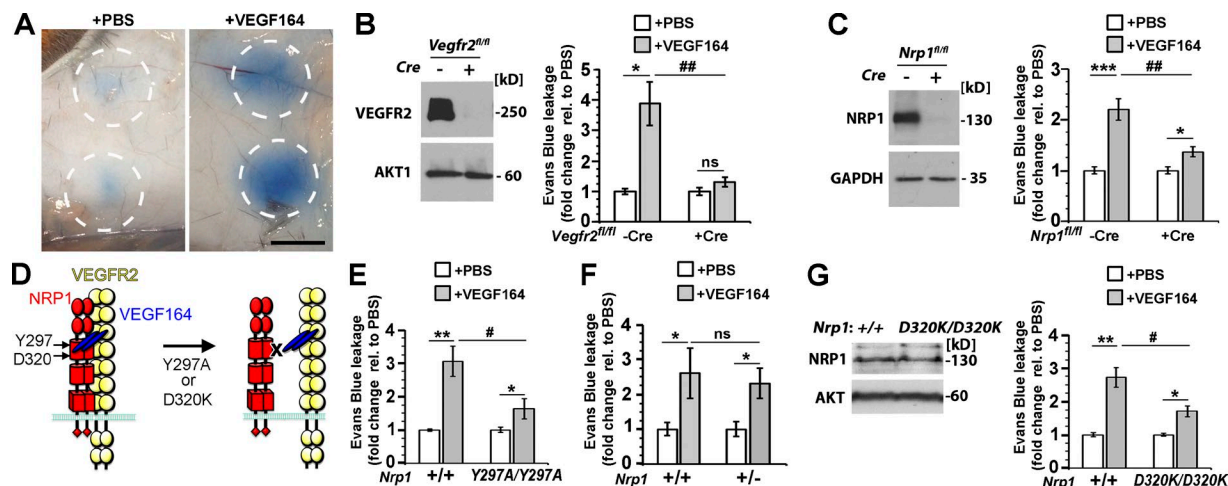 A
+PBS
+VEGF164
B
Vegfr2fl/fl
Cre - +
[kD]
VEGFR2
-250
AKT1
- 60
+PBS
+VEGF164
Evans Blue leakage
(fold change rel. to PBS)
5
4
3
2
1
0
*
##
ns
Vegfr2fl/fl
-Cre
+Cre
C
Nrp1fl/fl
Cre - +
[kD]
NRP1
-130
GAPDH
- 35
+PBS
+VEGF164
Evans Blue leakage
(fold change rel. to PBS)
4
3
2
1
0
***
##
*
Nrp1fl/fl
-Cre
+Cre
D
VEGFR2
NRP1
VEGF164
Y297
D320
Y297A
or
D320K
X
E
+PBS
+VEGF164
Evans Blue leakage
(fold change rel. to PBS)
4
3
2
1
0
**
#
*
Nrp1
+/+
Y297A/Y297A
F
+PBS
+VEGF164
Evans Blue leakage
(fold change rel. to PBS)
4
3
2
1
0
*
ns
*
Nrp1
+/+
+/-
G
Nrp1: +/+ D320K/D320K
[kD]
NRP1
-130
AKT
-60
+PBS
+VEGF164
Evans Blue leakage
(fold change rel. to PBS)
4
3
2
1
0
**
#
*
Nrp1
+/+
D320K/D320K